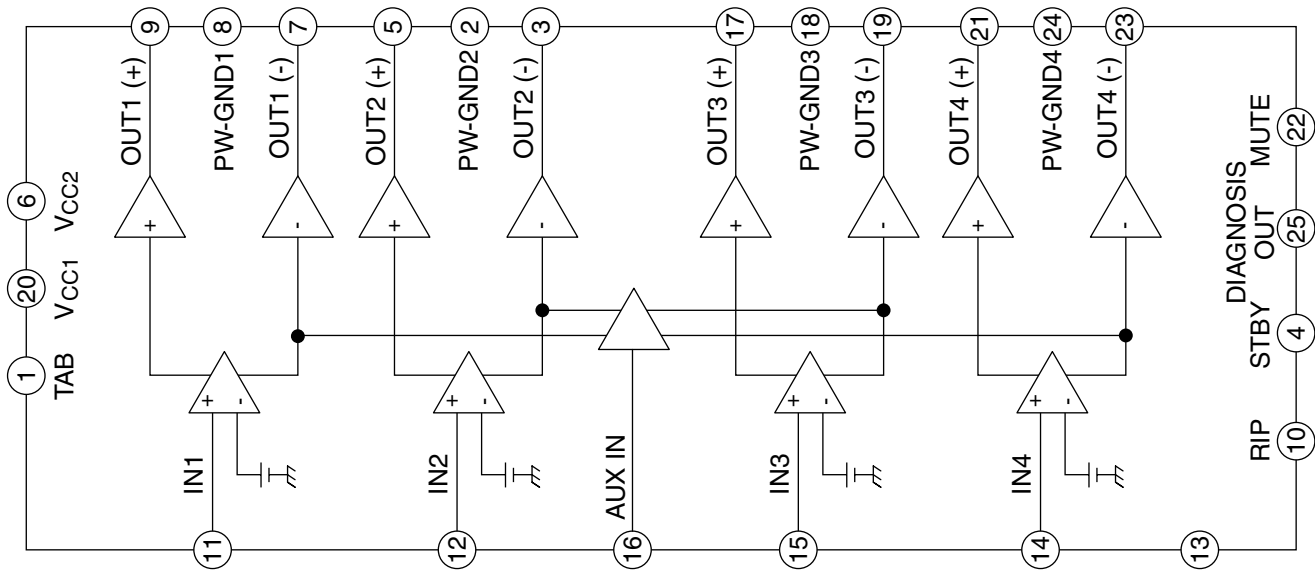 9
8
7
5
2
3
17
18
19
21
24
23
OUT1 (+)
PW-GND1
OUT1 (-)
OUT2 (+)
PW-GND2
OUT2 (-)
OUT3 (+)
PW-GND3
OUT3 (-)
OUT4 (+)
PW-GND4
OUT4 (-)
6
VCC2
20
VCC1
1
TAB
+
-
+
-
+
-
+
-
+
-
+
-
+
-
+
-
IN1
IN2
AUX IN
IN3
IN4
11
12
16
15
14
13
MUTE
22
DIAGNOSIS
OUT
25
STBY
4
RIP
10